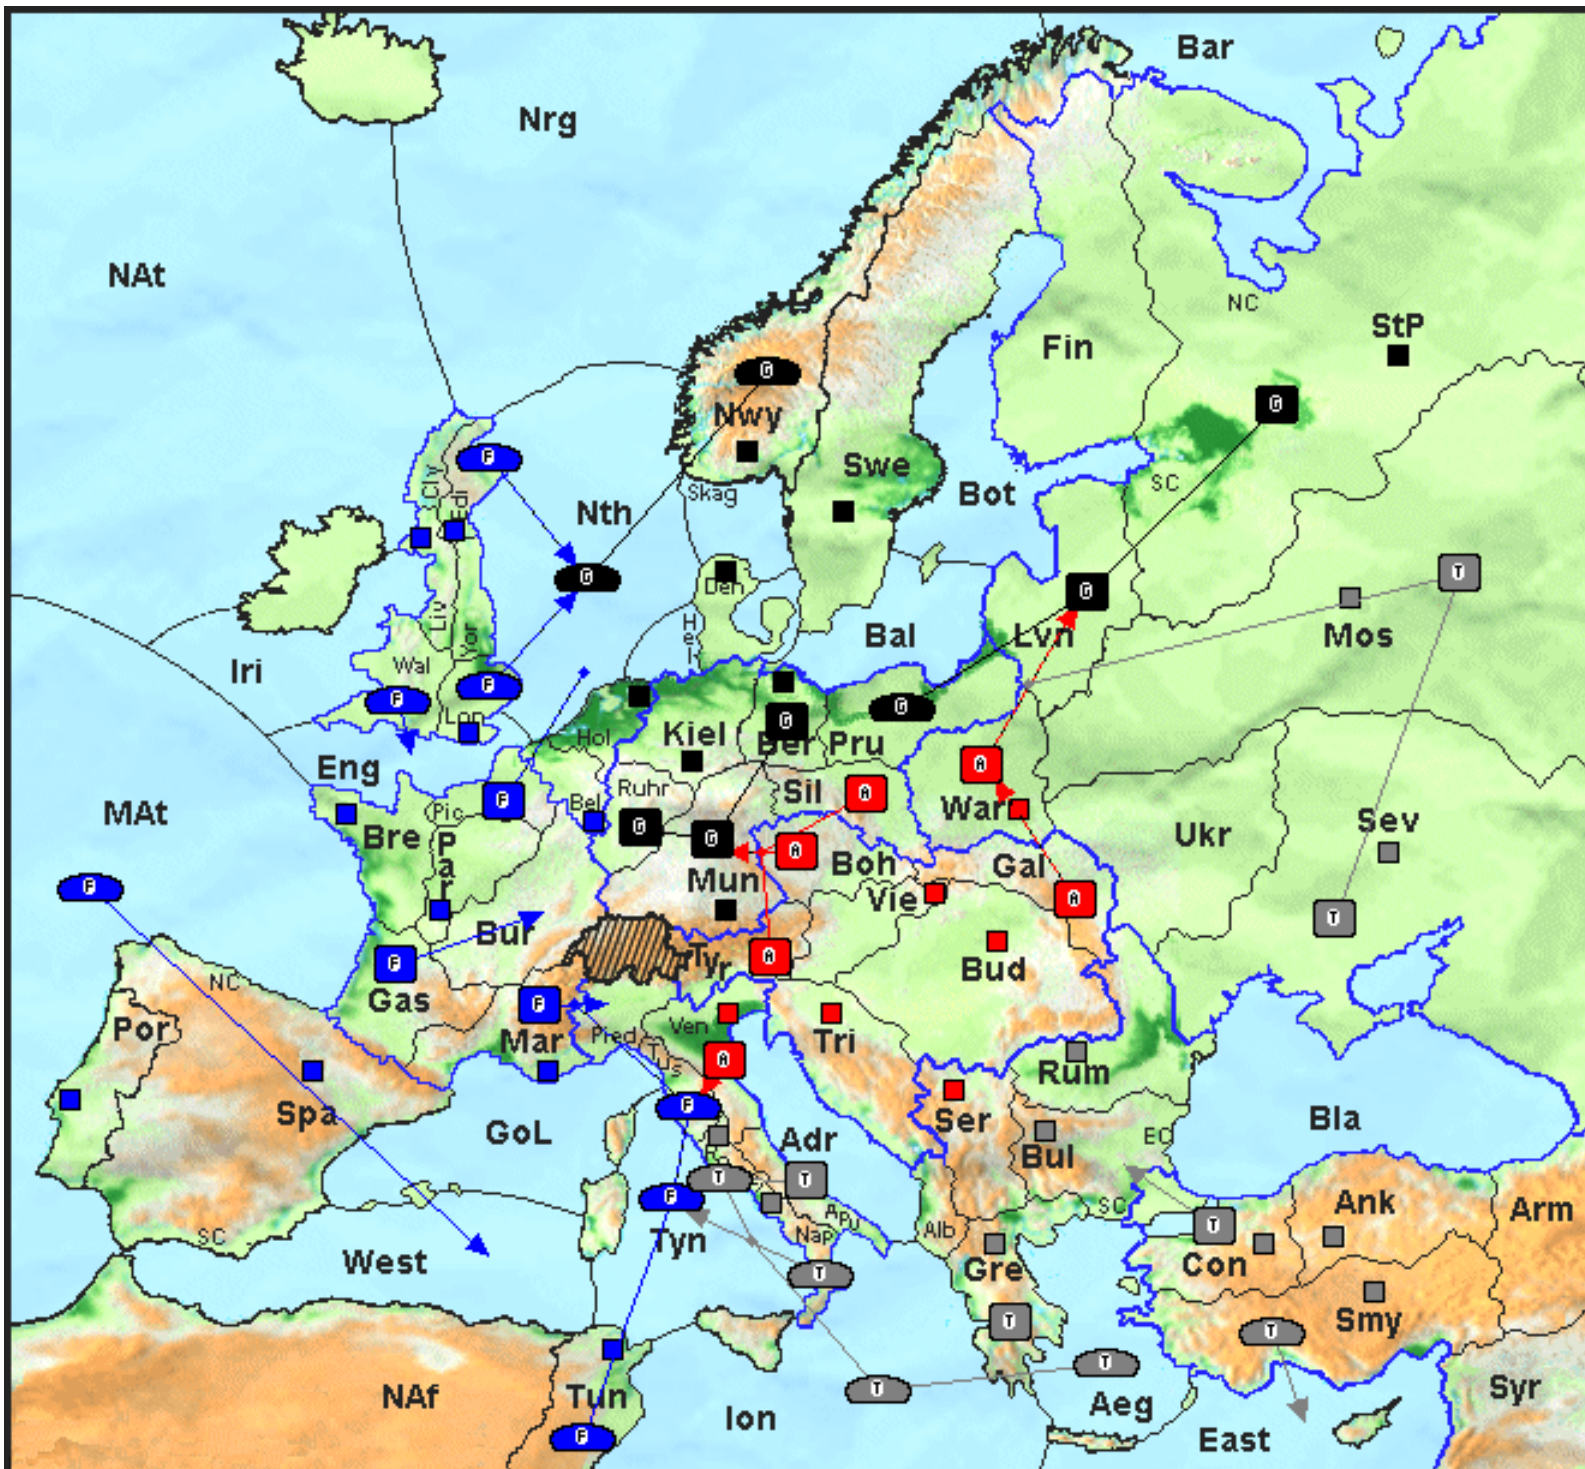 Bar
Nrg
NAt
NC
StP
Fin
G
G
Nwy
Swe
F
Cly
Edi
SC
Skag
Bot
Nth
T
G
Den
G
Mos
Liv
Yor
Hel
Bal
Lvn
Iri
Wal
F
F
Lon
G
G
Hol
Kiel
Ber
Pru
Eng
A
Ruhr
Sil
A
War
MAt
F
Pic
Bel
G
G
A
Boh
Gal
Ukr
Sev
Bre
Par
Mun
Vie
A
F
T
Bur
F
Tyr
A
Bud
NC
Gas
F
Por
Mar
Pied
Ven
Tri
Tus
A
Rum
Spa
F
GoL
Adr
Ser
Bla
EC
Bul
T
T
Ank
F
Apu
SC
Arm
SC
Tyn
Nap
Alb
T
Con
West
T
Gre
Smy
T
T
T
T
NAf
Tun
Ion
Aeg
Syr
F
East